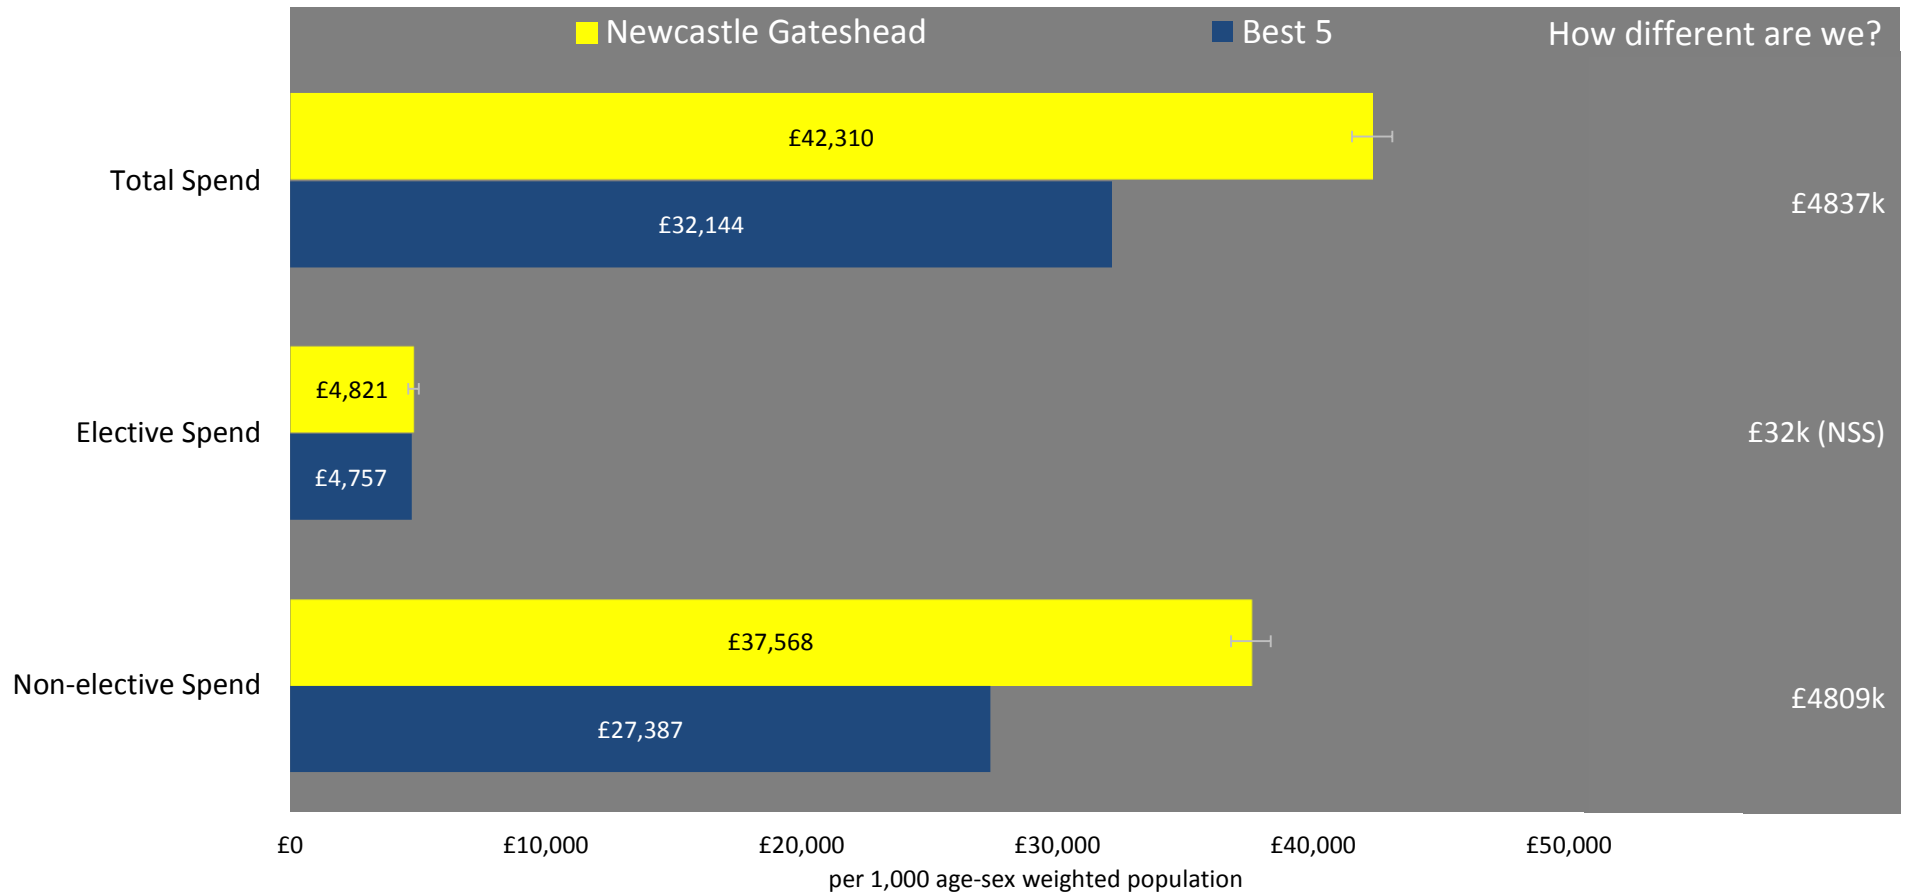 Newcastle Gateshead
Best 5
How different are we?
Total Spend
£42,310
£32,144
£4837k
Elective Spend
£4,821
£4,757
£32k (NSS)
Non-elective Spend
£37,568
£27,387
£4809k
£0 £10,000 £20,000 £30,000 £40,000 £50,000
per 1,000 age-sex weighted population